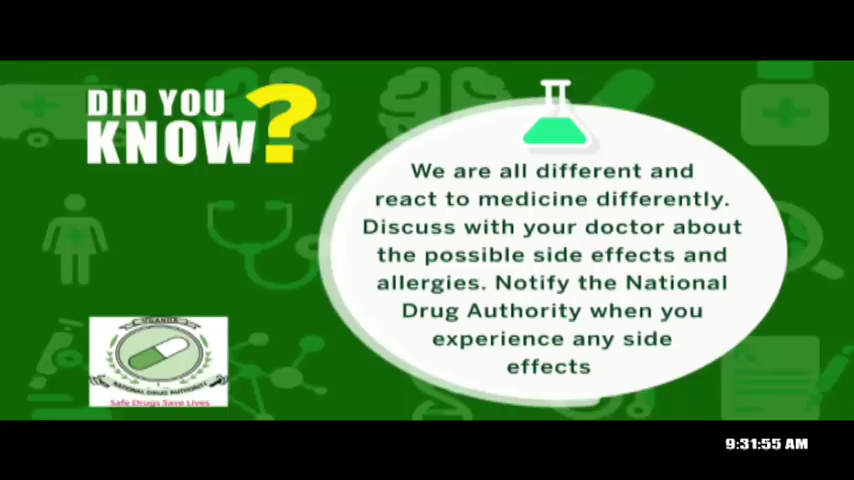 DID YOU
KNOW?
We are all different and
react to medicine differently.
Discuss with your doctor about
the possible side effects and
allergies. Notify the National
Drug Authority when you
experience any side
effects
UGANDA
NATIONAL DRUG AUTHORITY
Safe Drugs Save Lives
9:31:55 AM